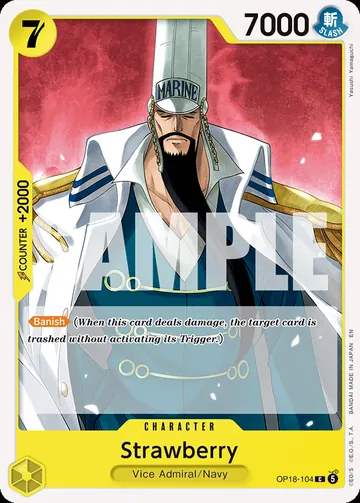 7
7000
斬
SLASH
MARINE
Yasushi Yamaguchi
COUNTER +2000
SAMPLE
Banish (When this card deals damage, the target card is
trashed without activating its Trigger.)
CHARACTER
Strawberry
Vice Admiral/Navy
OP18-104 C 5
BANDAI MADE IN JAPAN EN